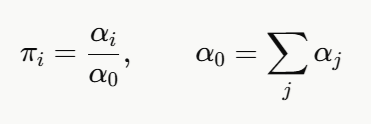 π_i = α_i / α_0,  α_0 = ∑_j α_j